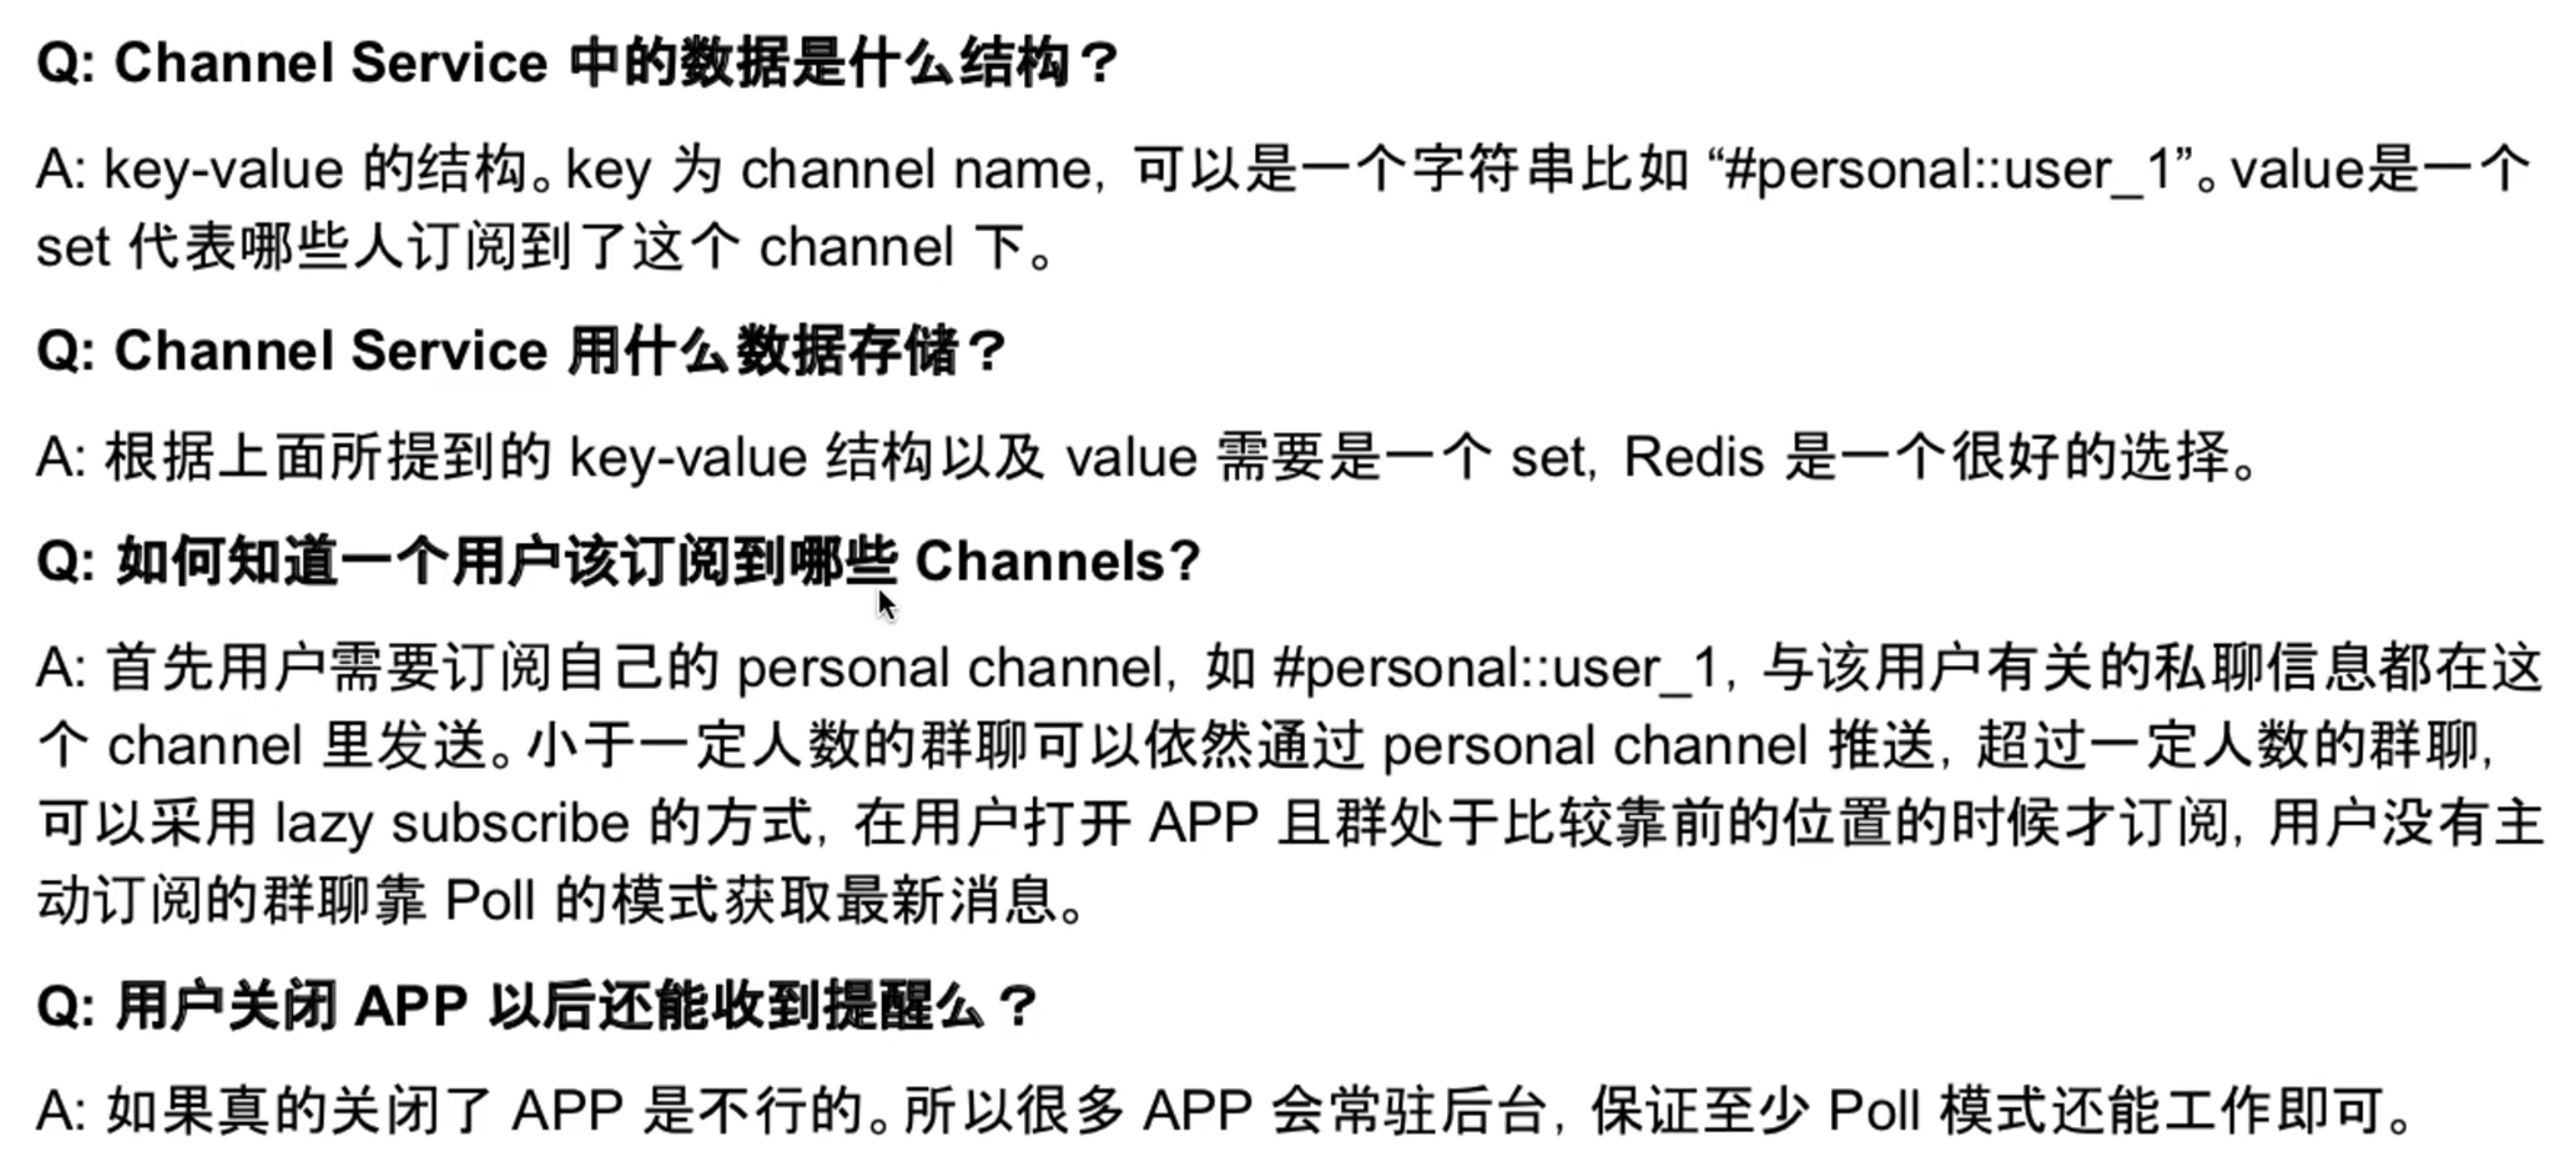 Q: Channel Service 中的数据是什么结构？
A: key-value 的结构。key 为 channel name, 可以是一个字符串比如 “#personal::user_1”。value是一个
set 代表哪些人订阅到了这个 channel 下。
Q: Channel Service 用什么数据存储？
A: 根据上面所提到的 key-value 结构以及 value 需要是一个 set, Redis 是一个很好的选择。
Q: 如何知道一个用户该订阅到哪些 Channels?
A: 首先用户需要订阅自己的 personal channel, 如 #personal::user_1, 与该用户有关的私聊信息都在这
个 channel 里发送。小于一定人数的群聊可以依然通过 personal channel 推送, 超过一定人数的群聊,
可以采用 lazy subscribe 的方式, 在用户打开 APP 且群处于比较靠前的位置的时候才订阅, 用户没有主
动订阅的群聊靠 Poll 的模式获取最新消息。
Q: 用户关闭 APP 以后还能收到提醒么？
A: 如果真的关闭了 APP 是不行的。所以很多 APP 会常驻后台, 保证至少 Poll 模式还能工作即可。